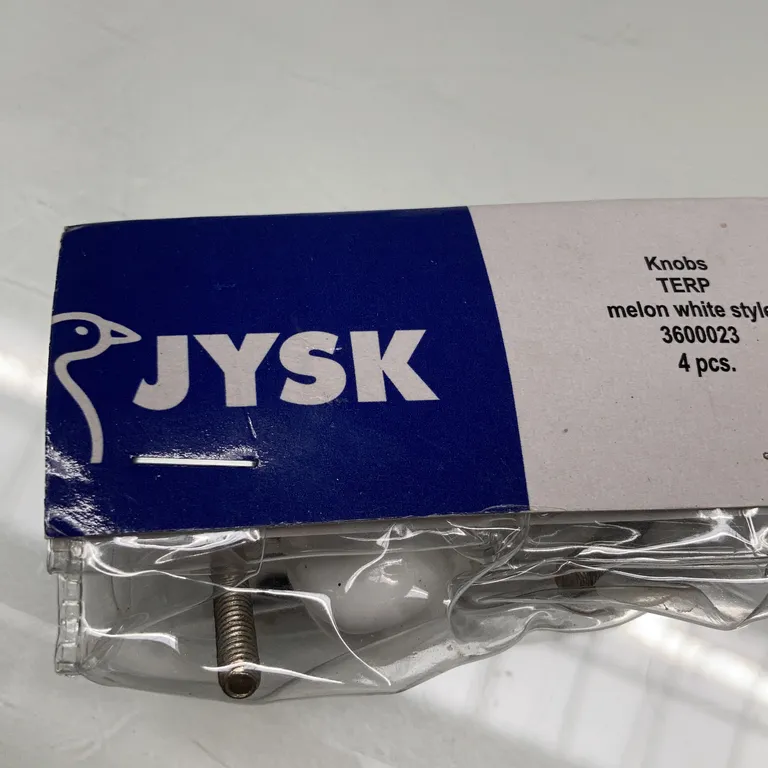 JYSK
Knobs
TERP
melon white style
3600023
4 pcs.